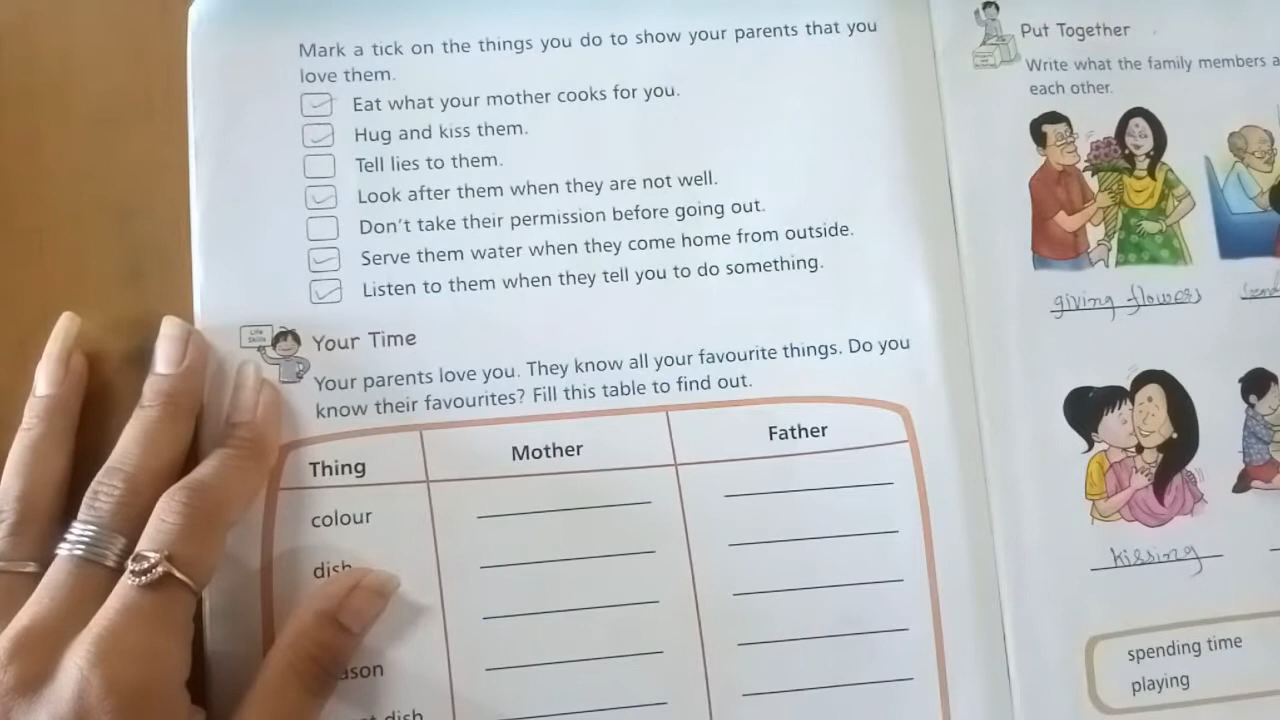 Mark a tick on the things you do to show your parents that you
love them.
Eat what your mother cooks for you.
Hug and kiss them.
Tell lies to them.
Look after them when they are not well.
Don't take their permission before going out.
Serve them water when they come home from outside.
Listen to them when they tell you to do something.
Life
Skills
Your Time
Your parents love you. They know all your favourite things. Do you
know their favourites? Fill this table to find out.
Thing Mother Father
colour
dish
ason
dish
Put Together
Write what the family members a
each other.
giving flowers
kissing
spending time
playing